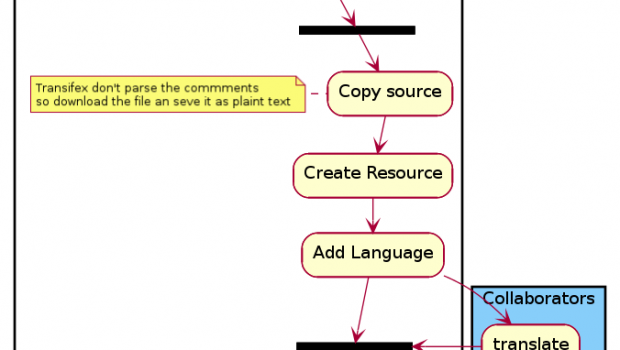 Transifex don't parse the commments
so download the file an seve it as plaint text
Copy source
Create Resource
Add Language
Collaborators
translate